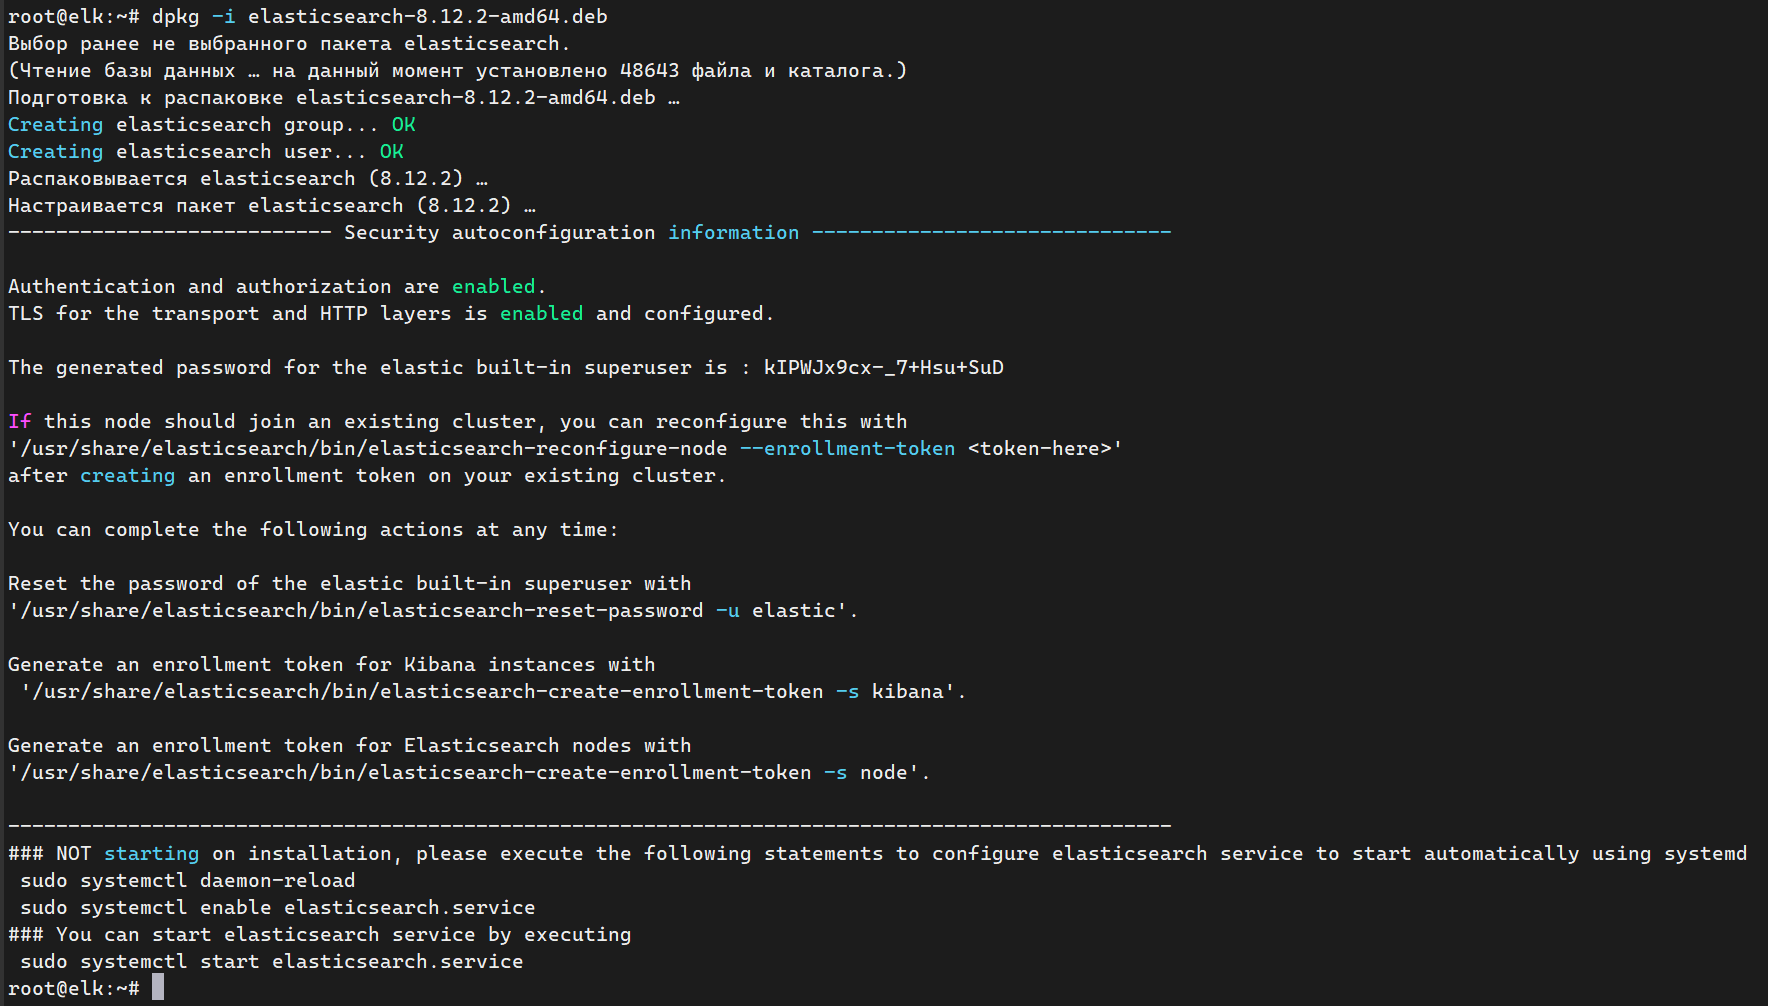 root@elk:~# dpkg -i elasticsearch-8.12.2-amd64.deb
Выбор ранее не выбранного пакета elasticsearch.
(Чтение базы данных … на данный момент установлено 48643 файла и каталога.)
Подготовка к распаковке elasticsearch-8.12.2-amd64.deb …
Creating elasticsearch group... OK
Creating elasticsearch user... OK
Распаковывается elasticsearch (8.12.2) …
Настраивается пакет elasticsearch (8.12.2) …
--------------------------- Security autoconfiguration information ------------------------------
Authentication and authorization are enabled.
TLS for the transport and HTTP layers is enabled and configured.
The generated password for the elastic built-in superuser is : kIPWJx9cx-_7+Hsu+SuD
If this node should join an existing cluster, you can reconfigure this with
'/usr/share/elasticsearch/bin/elasticsearch-reconfigure-node --enrollment-token <token-here>'
after creating an enrollment token on your existing cluster.
You can complete the following actions at any time:
Reset the password of the elastic built-in superuser with
'/usr/share/elasticsearch/bin/elasticsearch-reset-password -u elastic'.
Generate an enrollment token for Kibana instances with
 '/usr/share/elasticsearch/bin/elasticsearch-create-enrollment-token -s kibana'.
Generate an enrollment token for Elasticsearch nodes with
'/usr/share/elasticsearch/bin/elasticsearch-create-enrollment-token -s node'.
-------------------------------------------------------------------------------------------------
### NOT starting on installation, please execute the following statements to configure elasticsearch service to start automatically using systemd
 sudo systemctl daemon-reload
 sudo systemctl enable elasticsearch.service
### You can start elasticsearch service by executing
 sudo systemctl start elasticsearch.service
root@elk:~#